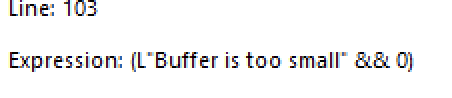 Line: 103
Expression: (L"Buffer is too small" && 0)